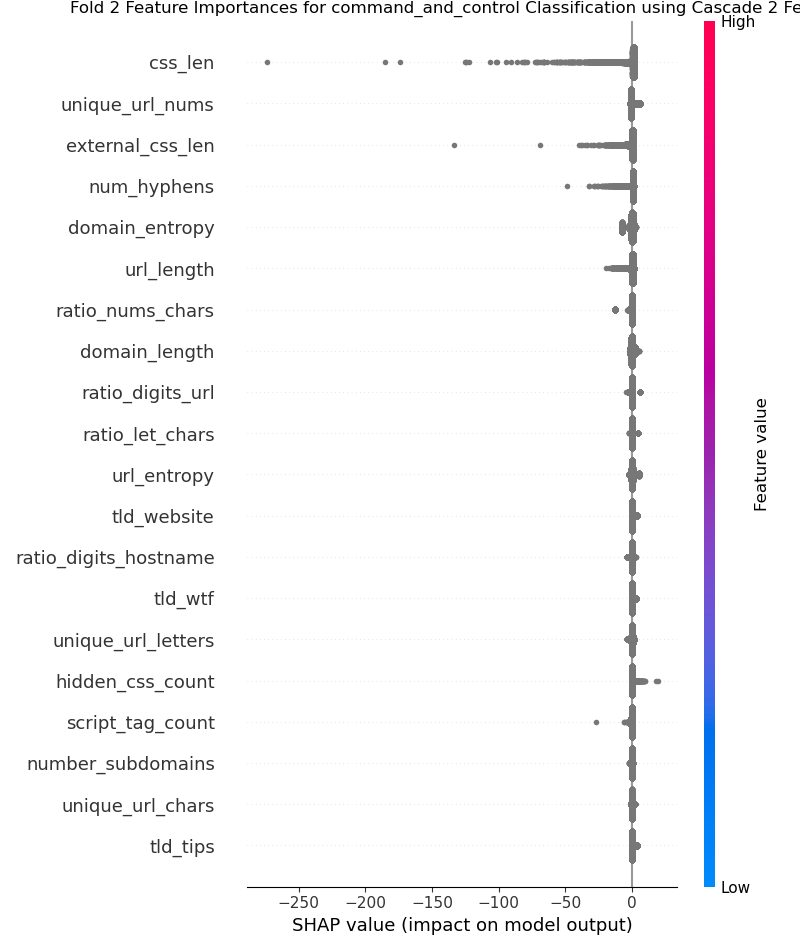 Fold 2 Feature Importances for command_and_control Classification using Cascade 2 Fe
High
css_len
unique_url_nums
external_css_len
num_hyphens
domain_entropy
url_length
ratio_nums_chars
domain_length
ratio_digits_url
ratio_let_chars
url_entropy
tld_website
ratio_digits_hostname
tld_wtf
unique_url_letters
hidden_css_count
script_tag_count
number_subdomains
unique_url_chars
tld_tips
Feature value
Low
−250 −200 −150 −100 −50 0
SHAP value (impact on model output)